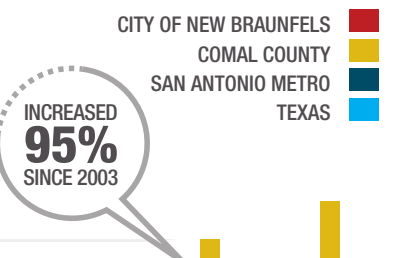 CITY OF NEW BRAUNFELS
COMAL COUNTY
SAN ANTONIO METRO
TEXAS
INCREASED
95%
SINCE 2003